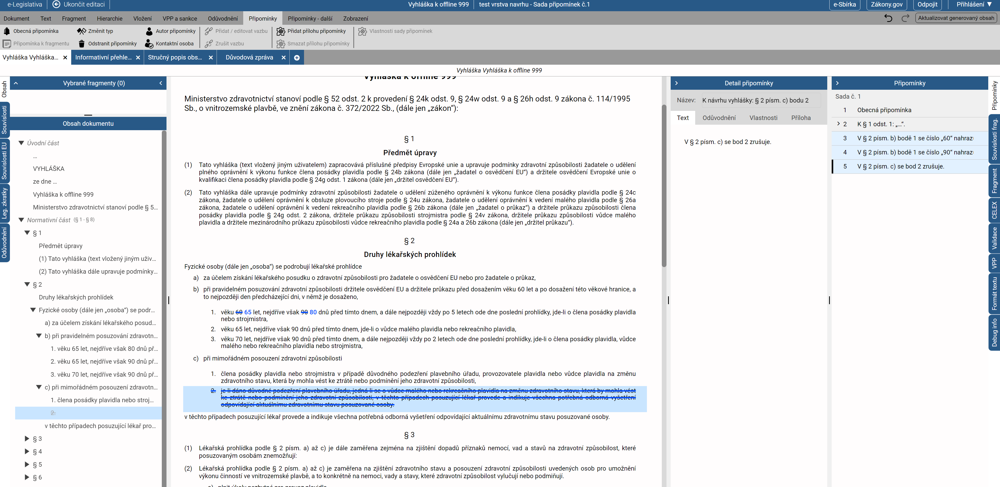 e-Legislativa
Ukončit editaci
Vyhláška k offline 999
test vrstva navrhu - Sada připomínek č.1
e-Sbírka
Zákony.gov
Odpojit
Přihlášení ▼
Dokument
Text
Fragment
Hierarchie
Vložení
VPP a sankce
Odůvodnění
Připomínky
Připomínky - další
Zobrazení
Aktualizovat generovaný obsah
Obecná připomínka
Změnit typ
Autor připomínky
Přidat / editovat vazbu
Přidat přílohu připomínky
Vlastnosti sady připomínek
Připomínka k fragmentu
Odstranit připomínky
Kontaktní osoba
Zrušit vazbu
Smazat přílohu připomínky
Vyhláška Vyhláška...
Informativní přehle...
Stručný popis obs...
Důvodová zpráva
Vyhláška Vyhláška k offline 999
Obsah
Souvislosti
Souvislosti EU
Leg. zkratky
Odůvodnění
Vybrané fragmenty (0)
Obsah dokumentu
Úvodní část
...
VYHLÁŠKA
ze dne ...
Vyhláška k offline 999
Ministerstvo zdravotnictví stanoví podle § 5...
Normativní část (§ 1 - § 8)
§ 1
Předmět úpravy
(1) Tato vyhláška (text vložený jiným uživ...
(2) Tato vyhláška dále upravuje podmínky...
§ 2
Druhy lékařských prohlídek
Fyzické osoby (dále jen „osoba“) se podr...
a) za účelem získání lékařského posud...
b) při pravidelném posuzování zdravotn...
1. věku 65 let, nejdříve však 80 dnů př...
2. věku 65 let, nejdříve však 90 dnů př...
3. věku 70 let, nejdříve však 90 dnů př...
c) při mimořádném posouzení zdravotn...
1. člena posádky plavidla nebo stroj...
2.
v těchto případech posuzující lékař pro...
§ 3
§ 4
§ 5
§ 6
Vyhláška k offline 999
Ministerstvo zdravotnictví stanoví podle § 52 odst. 2 k provedení § 24k odst. 9, § 24w odst. 9 a § 26h odst. 9 zákona č. 114/1995
Sb., o vnitrozemské plavbě, ve znění zákona č. 372/2022 Sb., (dále jen „zákon“):
§ 1
Předmět úpravy
(1) Tato vyhláška (text vložený jiným uživatelem) zapracovává příslušné předpisy Evropské unie a upravuje podmínky zdravotní způsobilosti žadatele o udělení
plného oprávnění k výkonu funkce člena posádky plavidla podle § 24b zákona (dále jen „žadatel o osvědčení EU“) a držitele osvědčení Evropské unie o
kvalifikaci člena posádky plavidla podle § 24g odst. 1 zákona (dále jen „držitel osvědčení EU“).
(2) Tato vyhláška dále upravuje podmínky zdravotní způsobilosti žadatele o udělení zúženého oprávnění k výkonu funkce člena posádky plavidla podle § 24c
zákona, žadatele o udělení oprávnění k obsluze plovoucího stroje podle § 24u zákona, žadatele o udělení oprávnění k vedení malého plavidla podle § 26a
zákona, žadatele o udělení oprávnění k vedení rekreačního plavidla podle § 26b zákona (dále jen „žadatel o průkaz“) a držitele průkazu způsobilosti člena
posádky plavidla podle § 24g odst. 2 zákona, držitele průkazu způsobilosti strojmistra podle § 24v zákona, držitele průkazu způsobilosti vůdce malého
plavidla a držitele mezinárodního průkazu způsobilosti vůdce rekreačního plavidla podle § 24a a 26b zákona (dále jen „držitel průkazu“).
§ 2
Druhy lékařských prohlídek
Fyzické osoby (dále jen „osoba“) se podrobují lékařské prohlídce
a) za účelem získání lékařského posudku o zdravotní způsobilosti pro žadatele o osvědčení EU nebo pro žadatele o průkaz,
b) při pravidelném posuzování zdravotní způsobilosti držitele osvědčení EU a držitele průkazu před dosažením věku 60 let a po dosažení této věkové hranice, a
to nejpozději den předcházející dni, v němž je dosaženo,
1. věku 60 65 let, nejdříve však 90 80 dnů před tímto dnem, a dále nejpozději vždy po 5 letech ode dne poslední prohlídky, jde-li o člena posádky plavidla
nebo strojmistra,
2. věku 65 let, nejdříve však 90 dnů před tímto dnem, jde-li o vůdce malého plavidla nebo rekreačního plavidla,
3. věku 70 let, nejdříve však 90 dnů před tímto dnem, a dále nejpozději vždy po 2 letech ode dne poslední prohlídky, jde-li o člena posádky plavidla, vůdce
malého nebo rekreačního plavidla nebo strojmistra,
c) při mimořádném posouzení zdravotní způsobilosti
1. člena posádky plavidla nebo strojmistra v případě důvodného podezření plavebního úřadu, provozovatele plavidla nebo vůdce plavidla na změnu
zdravotního stavu, která by mohla vést ke ztrátě nebo podmínění jeho zdravotní způsobilosti,
2. je-li dáno důvodné podezření plavebního úřadu, jedná-li se o vůdce malého nebo rekreačního plavidla na změnu zdravotního stavu, která by mohla vést
ke ztrátě nebo podmínění jeho zdravotní způsobilosti, v těchto případech posuzující lékař provede a indikuje všechna potřebná odborná vyšetření
odpovídající aktuálnímu zdravotnímu stavu posuzované osoby.
v těchto případech posuzující lékař provede a indikuje všechna potřebná odborná vyšetření odpovídající aktuálnímu zdravotnímu stavu posuzované osoby.
§ 3
(1) Lékařská prohlídka podle § 2 písm. a) až c) je dále zaměřena zejména na zjištění dopadů příznaků nemocí, vad a stavů na zdravotní způsobilost, které
posuzovaným osobám znemožňují:
(2) Lékařská prohlídka podle § 2 písm. a) až c) je zaměřena na zjištění zdravotního stavu a posouzení zdravotní způsobilosti uvedených osob pro umožnění
výkonu činností ve vnitrozemské plavbě, a to konkrétně na nemoci, vady a stavy, které zdravotní způsobilost vylučují nebo podmiňují.
a) plnit úkoly nezbytné pro provoz plavidla
Detail připomínky
Název: K návrhu vyhlášky: § 2 písm. c) bodu 2
Text
Odůvodnění
Vlastnosti
Příloha
V § 2 písm. c) se bod 2 zrušuje.
Připomínky
Sada č. 1
1 Obecná připomínka
2 K § 1 odst. 1: „...“.
3 V § 2 písm. b) bodě 1 se číslo „60“ nahraz
4 V § 2 písm. b) bodě 1 se číslo „90“ nahraz
5 V § 2 písm. c) se bod 2 zrušuje.
Připomínky
Souvislosti frag.
Fragment
CELEX
Validace
VPP
Formát textu
Debug info